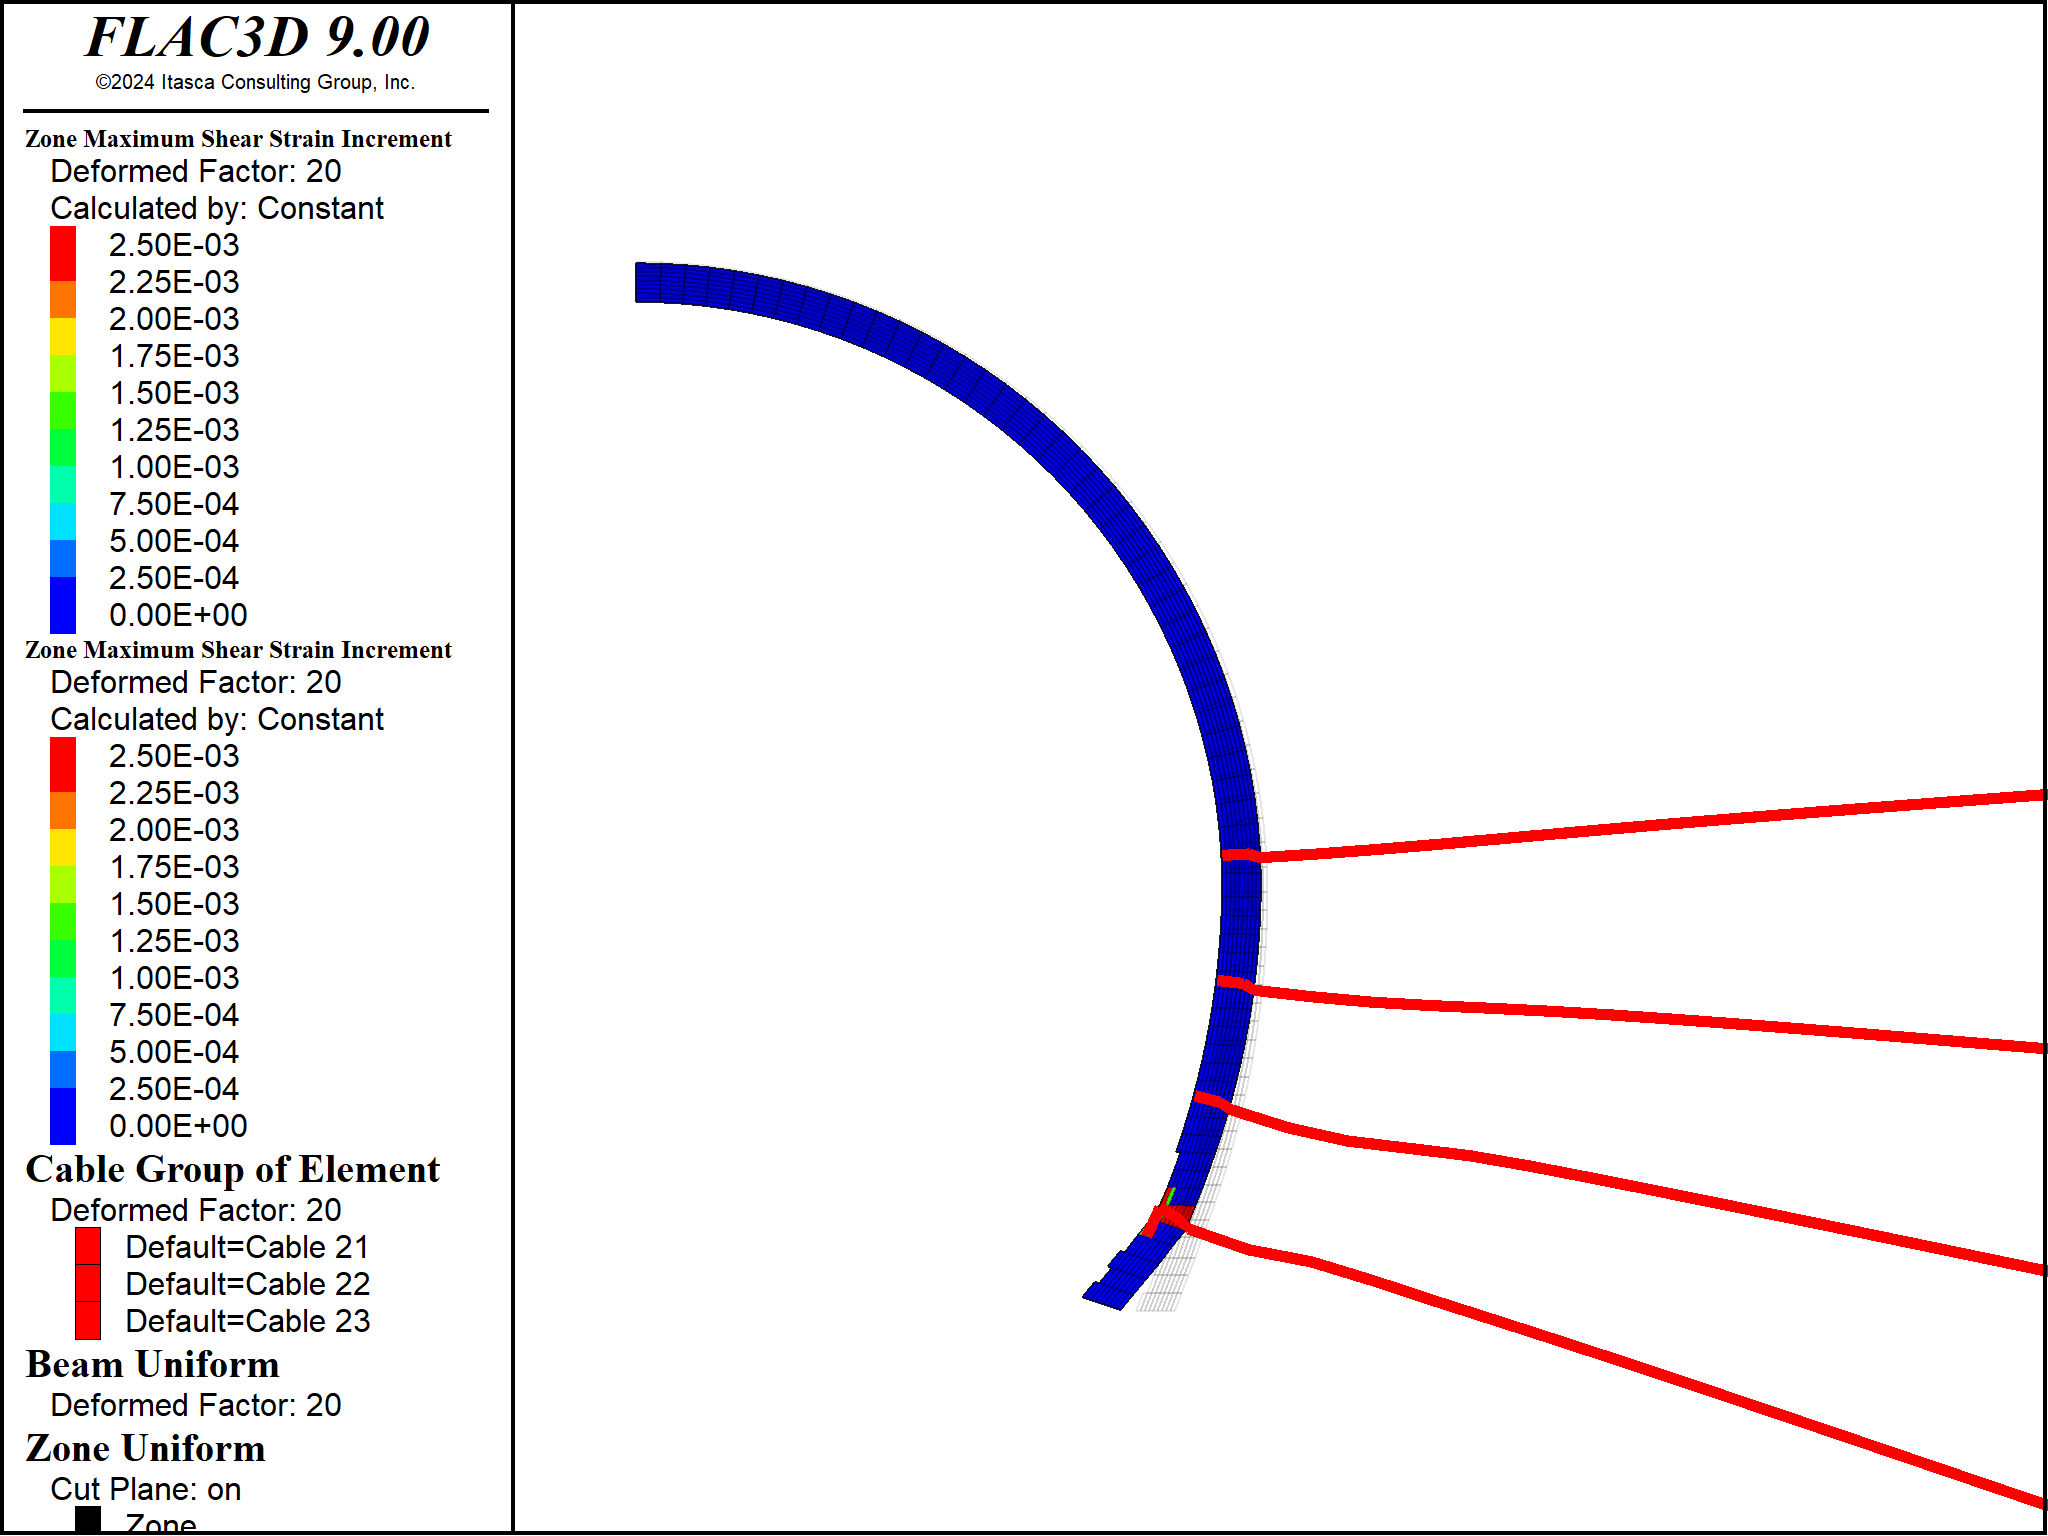 FLAC3D 9.00
©2024 Itasca Consulting Group, Inc.
Zone Maximum Shear Strain Increment
Deformed Factor: 20
Calculated by: Constant
2.50E-03
2.25E-03
2.00E-03
1.75E-03
1.50E-03
1.25E-03
1.00E-03
7.50E-04
5.00E-04
2.50E-04
0.00E+00
Zone Maximum Shear Strain Increment
Deformed Factor: 20
Calculated by: Constant
2.50E-03
2.25E-03
2.00E-03
1.75E-03
1.50E-03
1.25E-03
1.00E-03
7.50E-04
5.00E-04
2.50E-04
0.00E+00
Cable Group of Element
Deformed Factor: 20
Default=Cable 21
Default=Cable 22
Default=Cable 23
Beam Uniform
Deformed Factor: 20
Zone Uniform
Cut Plane: on
Zone